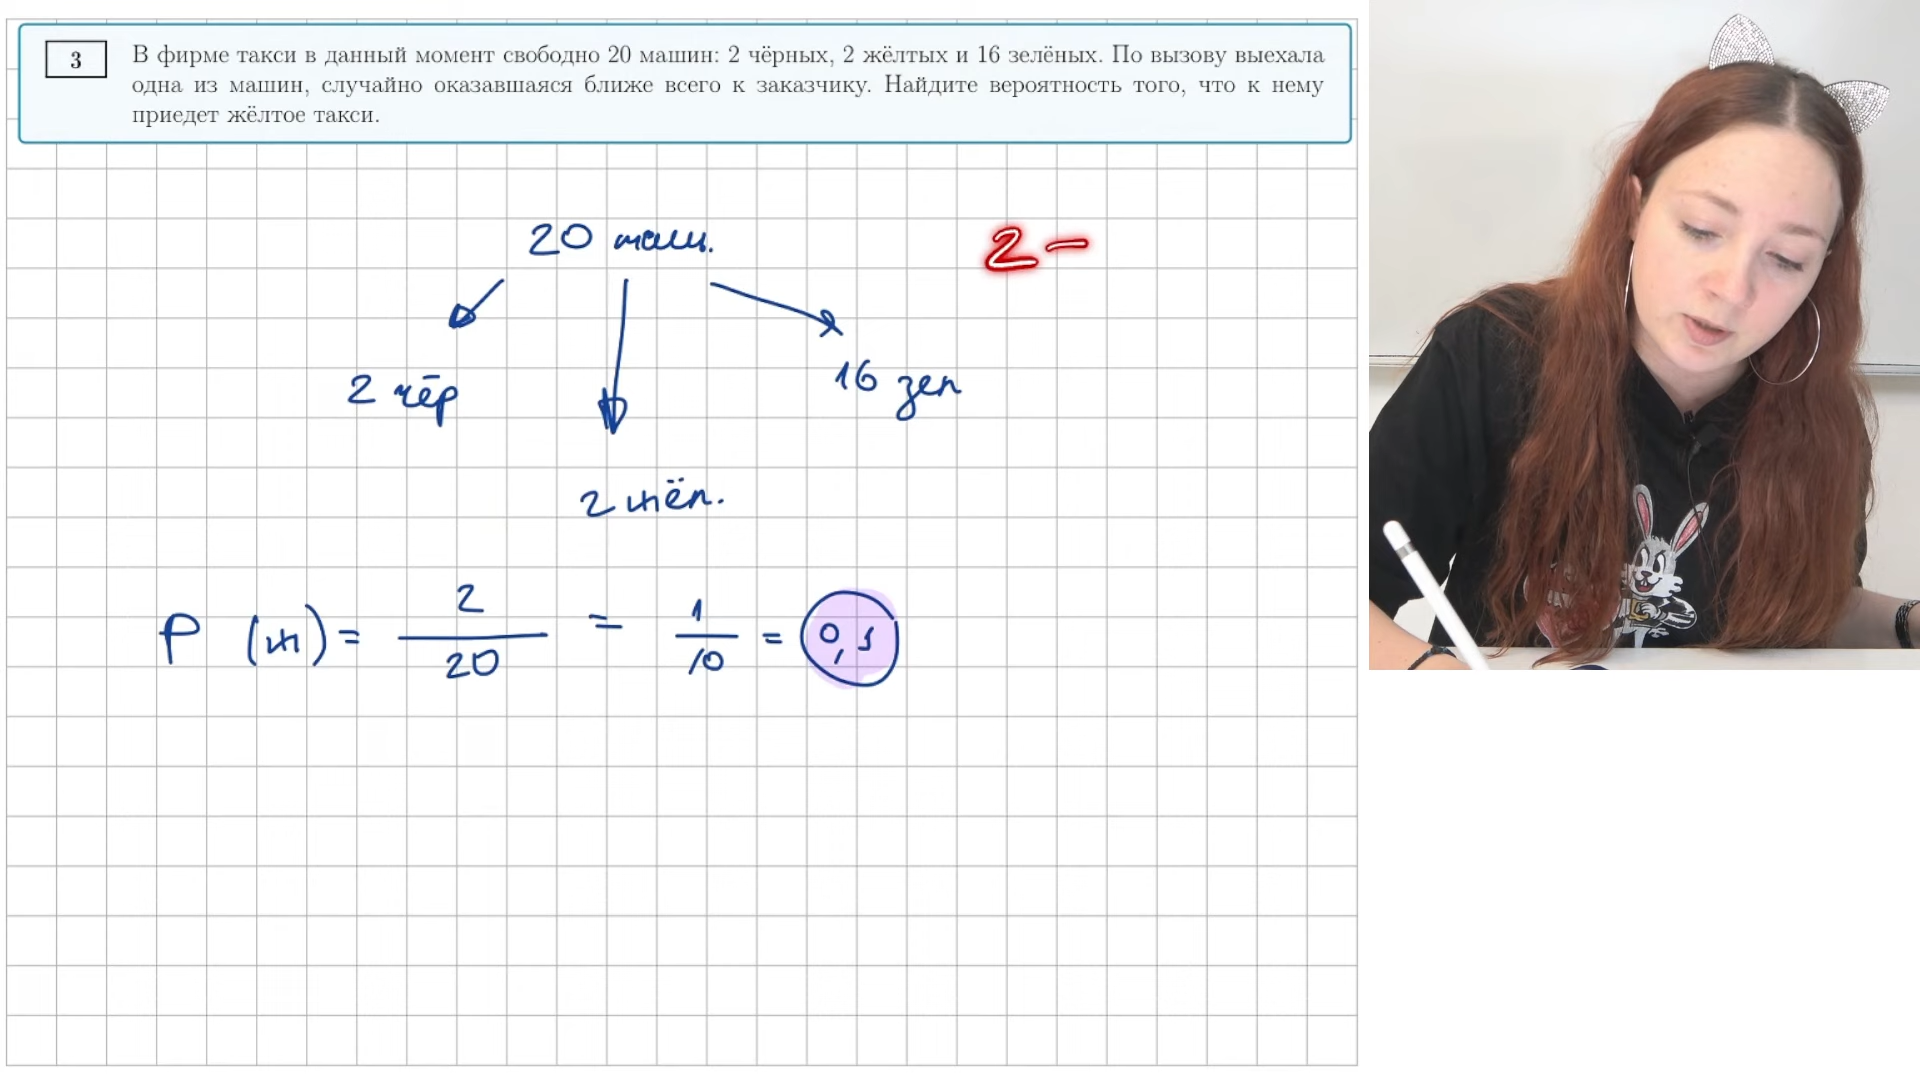 3
В фирме такси в данный момент свободно 20 машин: 2 чёрных, 2 жёлтых и 16 зелёных. По вызову выехала
одна из машин, случайно оказавшаяся ближе всего к заказчику. Найдите вероятность того, что к нему
приедет жёлтое такси.
20 маш.
2 -
2 чёр
16 зел
2 жёл.
P (ж) = 2/20 = 1/10 = 0,1